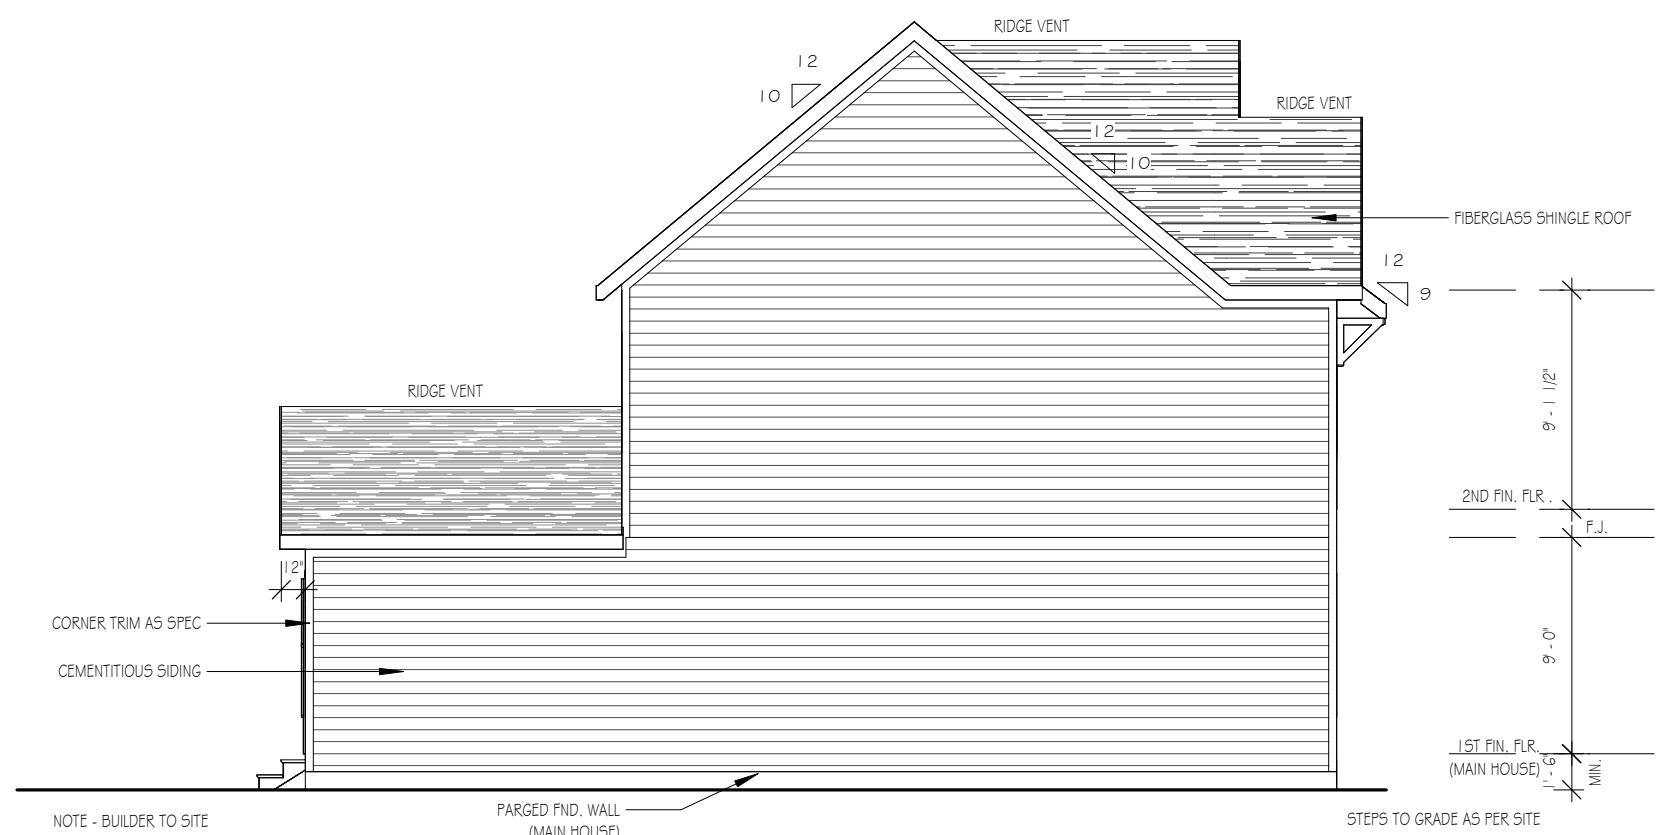 RIDGE VENT
12
10
RIDGE VENT
12
10
FIBERGLASS SHINGLE ROOF
12
9
RIDGE VENT
9' - 1 1/2"
2ND FIN. FLR.
F.J.
12"
CORNER TRIM AS SPEC
CEMENTITIOUS SIDING
9' - 0"
1ST FIN. FLR.
(MAIN HOUSE)
1' - 6"
MIN.
PARGED FND. WALL
(MAIN HOUSE)
NOTE - BUILDER TO SITE
STEPS TO GRADE AS PER SITE